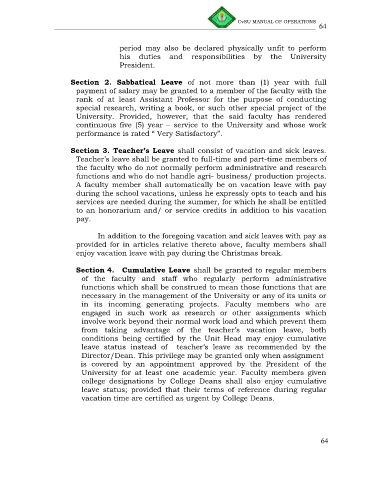 CvSU MANUAL OF OPERATIONS
64
period may also be declared physically unfit to perform
his duties and responsibilities by the University
President.
Section 2. Sabbatical Leave of not more than (1) year with full
payment of salary may be granted to a member of the faculty with the
rank of at least Assistant Professor for the purpose of conducting
special research, writing a book, or such other special project of the
University. Provided, however, that the said faculty has rendered
continuous five (5) year – service to the University and whose work
performance is rated “ Very Satisfactory”.
Section 3. Teacher’s Leave shall consist of vacation and sick leaves.
Teacher’s leave shall be granted to full-time and part-time members of
the faculty who do not normally perform administrative and research
functions and who do not handle agri- business/ production projects.
A faculty member shall automatically be on vacation leave with pay
during the school vacations, unless he expressly opts to teach and his
services are needed during the summer, for which he shall be entitled
to an honorarium and/ or service credits in addition to his vacation
pay.
In addition to the foregoing vacation and sick leaves with pay as
provided for in articles relative thereto above, faculty members shall
enjoy vacation leave with pay during the Christmas break.
Section 4. Cumulative Leave shall be granted to regular members
of the faculty and staff who regularly perform administrative
functions which shall be construed to mean those functions that are
necessary in the management of the University or any of its units or
in its incoming generating projects. Faculty members who are
engaged in such work as research or other assignments which
involve work beyond their normal work load and which prevent them
from taking advantage of the teacher’s vacation leave, both
conditions being certified by the Unit Head may enjoy cumulative
leave status instead of teacher’s leave as recommended by the
Director/Dean. This privilege may be granted only when assignment
is covered by an appointment approved by the President of the
University for at least one academic year. Faculty members given
college designations by College Deans shall also enjoy cumulative
leave status; provided that their terms of reference during regular
vacation time are certified as urgent by College Deans.
64